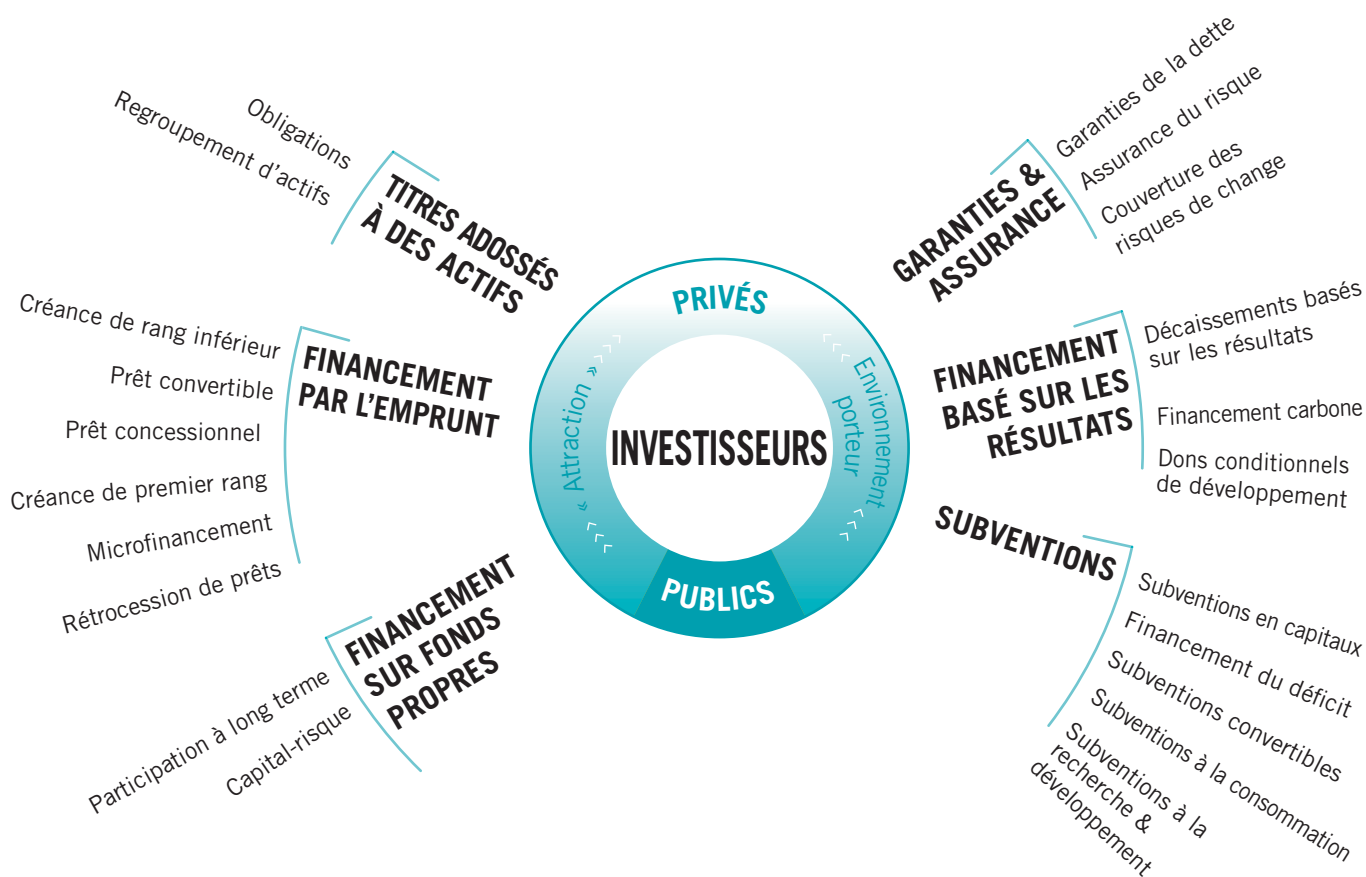 Obligations
Regroupement d'actifs
TITRES ADOSSÉS
À DES ACTIFS
Créance de rang inférieur
Prêt convertible
Prêt concessionnel
Créance de premier rang
Microfinancement
Rétrocession de prêts
FINANCEMENT
PAR L'EMPRUNT
Participation à long terme
Capital-risque
FINANCEMENT
SUR FONDS
PROPRES
PRIVÉS
« Attraction »
INVESTISSEURS
Environnement
porteur
PUBLICS
GARANTIES &
ASSURANCE
Garanties de la dette
Assurance du risque
Couverture des
risques de change
FINANCEMENT
BASÉ SUR LES
RÉSULTATS
Décaissements basés
sur les résultats
Financement carbone
Dons conditionnels
de développement
SUBVENTIONS
Subventions en capitaux
Financement du déficit
Subventions convertibles
Subventions à la consommation
Subventions à la
recherche &
développement